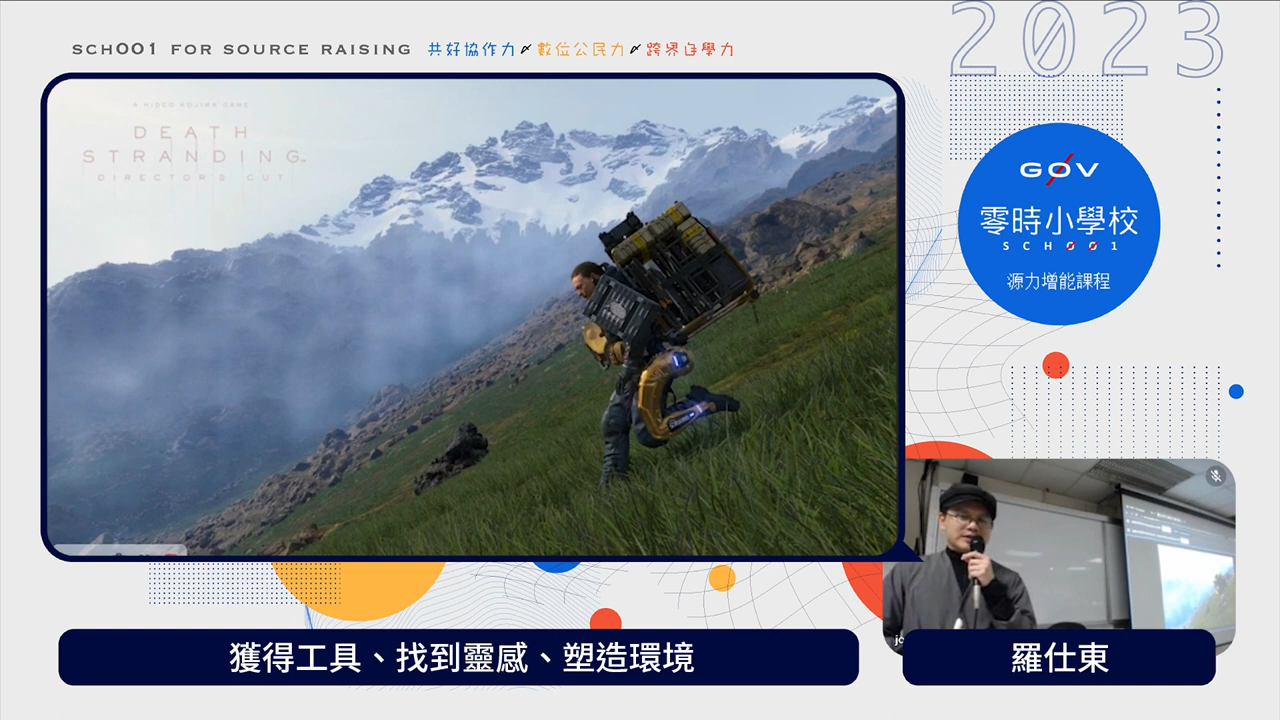 SCH001 FOR SOURCE RAISING 共好協作力 數位公民力 跨界自學力
2023
A HIDEO KOJIMA GAME
DEATH
STRANDING
DIRECTOR'S CUT
GOV
零時小學校
SCH001
源力增能課程
獲得工具、找到靈感、塑造環境
羅仕東